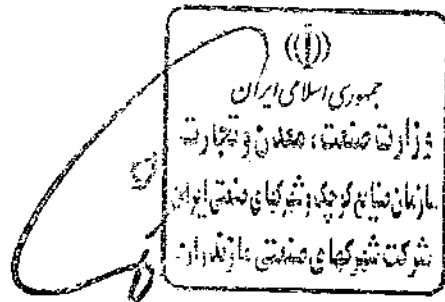 جمهوری اسلامی ایران
وزارت صنعت، معدن و تجارت
سازمان صنایع کوچک و شهرکهای صنعتی ایران
شرکت شهرکهای صنعتی مازندران